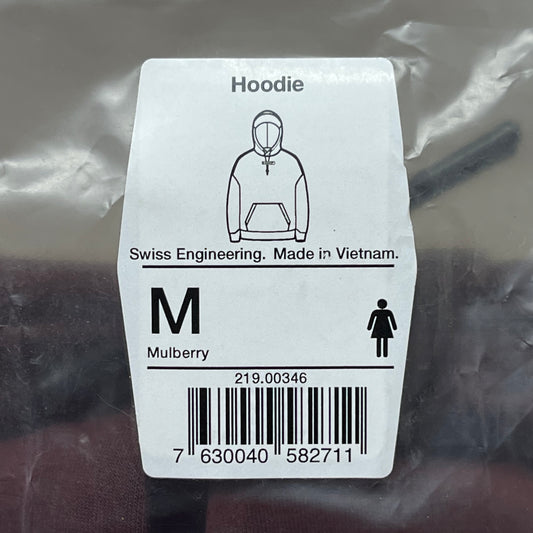 Hoodie
Swiss Engineering. Made in Vietnam.
M
Mulberry
219.00346
7 630040 582711